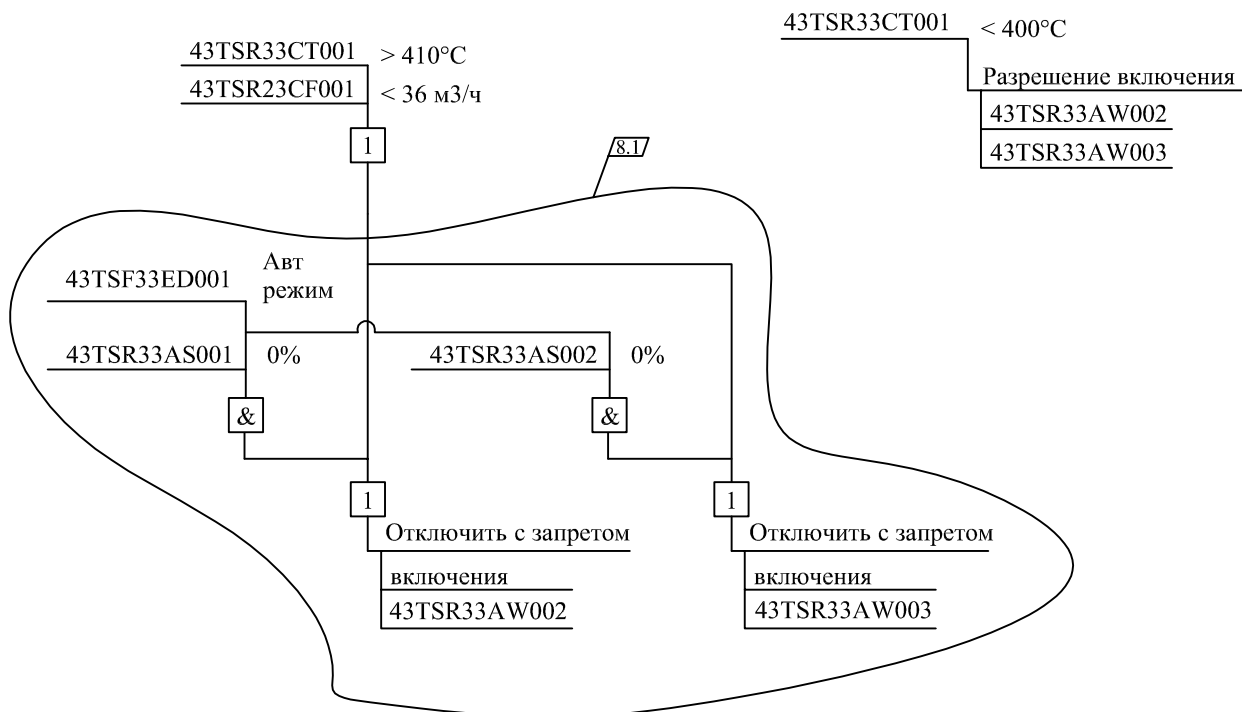 43TSR33CT001 < 400°C
43TSR33CT001 > 410°C
43TSR23CF001 < 36 м3/ч
Разрешение включения
43TSR33AW002
43TSR33AW003
1
8.1
43TSF33ED001 Авт
режим
43TSR33AS001 0%
43TSR33AS002 0%
&
&
1
1
Отключить с запретом
включения
43TSR33AW002
Отключить с запретом
включения
43TSR33AW003